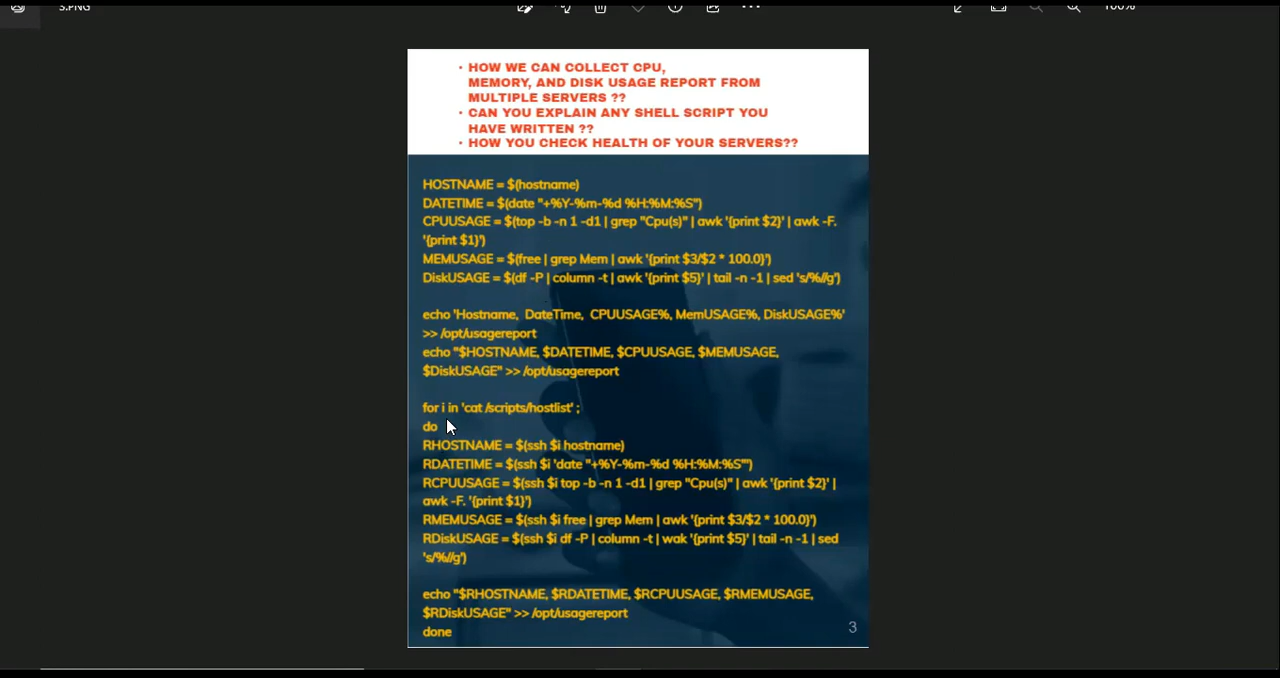 3.PNG
100%
· HOW WE CAN COLLECT CPU,
MEMORY, AND DISK USAGE REPORT FROM
MULTIPLE SERVERS ??
· CAN YOU EXPLAIN ANY SHELL SCRIPT YOU
HAVE WRITTEN ??
· HOW YOU CHECK HEALTH OF YOUR SERVERS??
HOSTNAME = $(hostname)
DATETIME = $(date "+%Y-%m-%d %H:%M:%S")
CPUUSAGE = $(top -b -n 1 -d1 | grep "Cpu(s)" | awk '{print $2}' | awk -F.
'{print $1}')
MEMUSAGE = $(free | grep Mem | awk '{print $3/$2 * 100.0}')
DiskUSAGE = $(df -P | column -t | awk '{print $5}' | tail -n -1 | sed 's/%//g')
echo 'Hostname, DateTime, CPUUSAGE%, MemUSAGE%, DiskUSAGE%'
>> /opt/usagereport
echo "$HOSTNAME, $DATETIME, $CPUUSAGE, $MEMUSAGE,
$DiskUSAGE" >> /opt/usagereport
for i in 'cat /scripts/hostlist' ;
do
RHOSTNAME = $(ssh $i hostname)
RDATETIME = $(ssh $i 'date "+%Y-%m-%d %H:%M:%S"')
RCPUUSAGE = $(ssh $i top -b -n 1 -d1 | grep "Cpu(s)" | awk '{print $2}' |
awk -F. '{print $1}')
RMEMUSAGE = $(ssh $i free | grep Mem | awk '{print $3/$2 * 100.0}')
RDiskUSAGE = $(ssh $i df -P | column -t | wak '{print $5}' | tail -n -1 | sed
's/%//g')
echo "$RHOSTNAME, $RDATETIME, $RCPUUSAGE, $RMEMUSAGE,
$RDiskUSAGE" >> /opt/usagereport
done
3